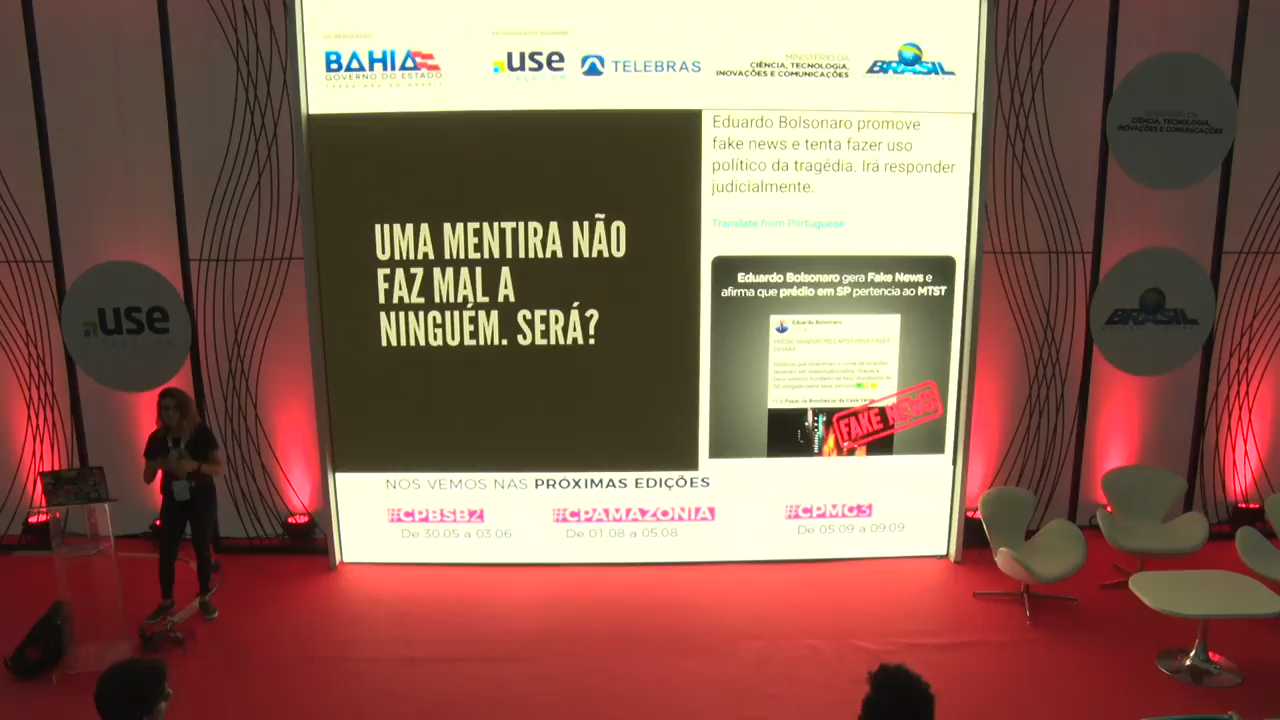 BAHIA
GOVERNO DO ESTADO
USE
TELEBRAS
MINISTÉRIO DA
CIÊNCIA, TECNOLOGIA,
INOVAÇÕES E COMUNICAÇÕES
BRASIL
UMA MENTIRA NÃO
FAZ MAL A
NINGUÉM. SERÁ?
Eduardo Bolsonaro promove
fake news e tenta fazer uso
político da tragédia. Irá responder
judicialmente.
Translate from Portuguese
Eduardo Bolsonaro gera Fake News e
afirma que prédio em SP pertencia ao MTST
Eduardo Bolsonaro
FAKE NEWS
NOS VEMOS NAS PRÓXIMAS EDIÇÕES
#CPBSB2
De 30.05 a 03.06
#CPAMAZONIA
De 01.08 a 05.08
#CPMG3
De 05.09 a 09.09
USE
CIÊNCIA, TECNOLOGIA,
INOVAÇÕES E COMUNICAÇÕES
BRASIL